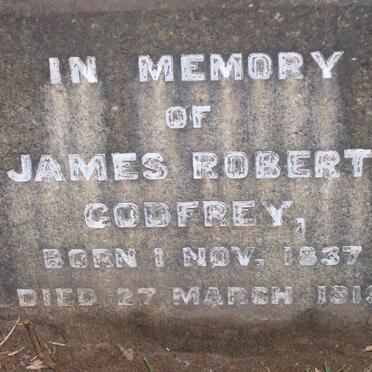 IN MEMORY
OF
JAMES ROBERT
GODFREY,
BORN 1 NOV. 1837
DIED 27 MARCH